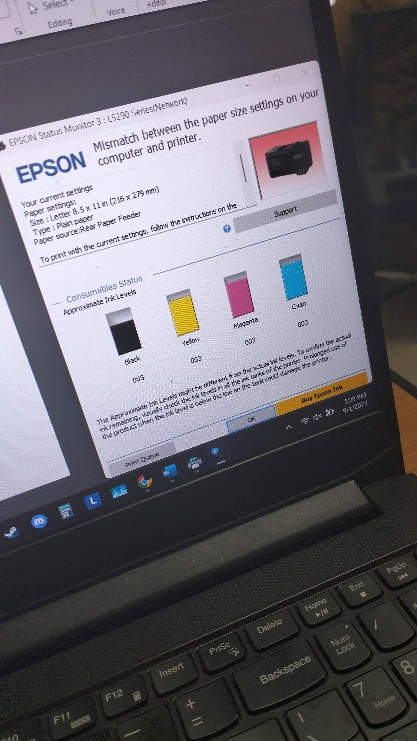 Select
Editing
Voice
Editor
EPSON Status Monitor 3 : L5290 Series(Network)
EPSON
Mismatch between the paper size settings on your
computer and printer.
Your current settings
Paper settings:
Size : Letter 8.5 x 11 in (216 x 279 mm)
Type : Plain paper
Paper source:Rear Paper Feeder
To print with the current settings, follow the instructions on the
Support
Consumables Status
Approximate Ink Levels
Black
Yellow
Magenta
Cyan
003
003
003
003
The Approximate Ink Levels might be different from the actual ink levels. To confirm the actual
ink remaining, visually check the ink levels in all the ink tanks of the printer. Prolonged use of
the product when the ink level is below the line on the tank could damage the printer.
Print Queue
OK
Buy Epson Ink
F10
F11
F12
Insert
PrtSc
Delete
Home
End
PgUp
Backspace
Num
Lock
/
+
=
7
Home
8